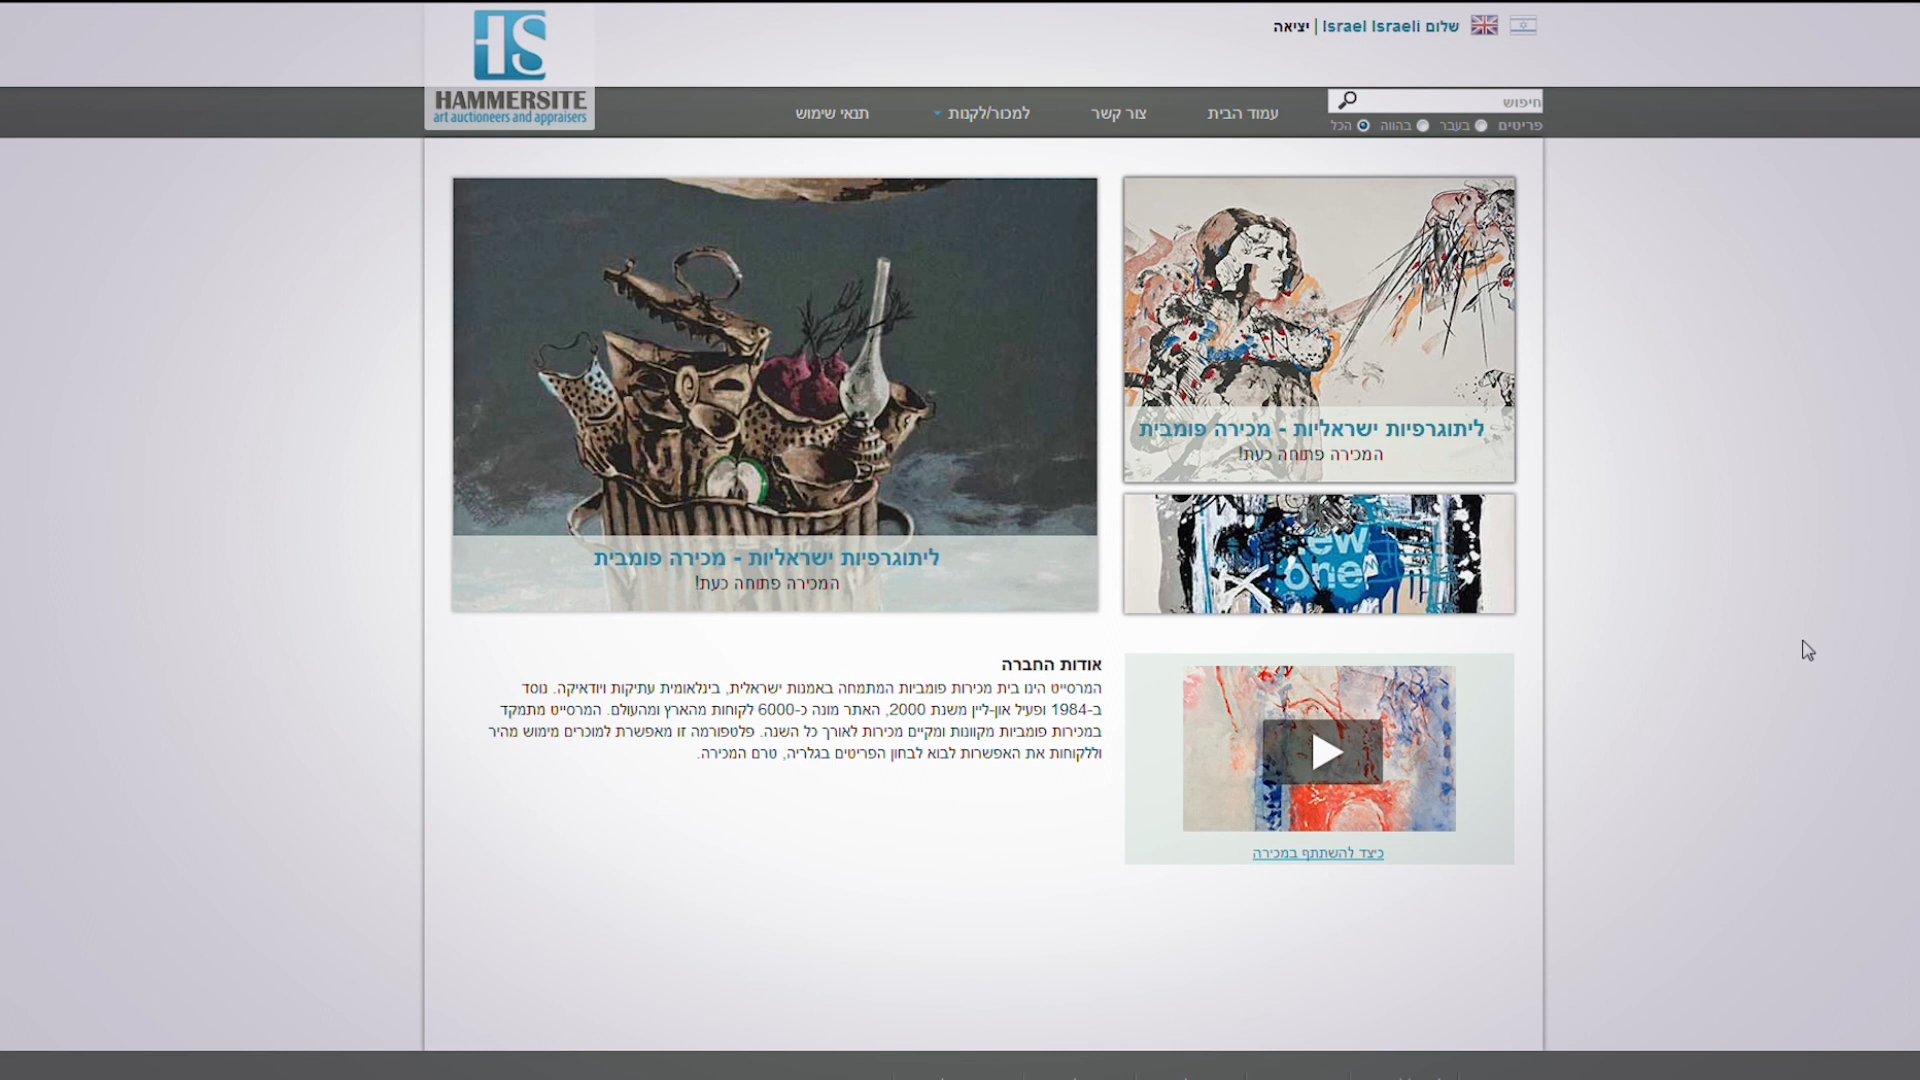 HAMMERSITE
art auctioneers and appraisers
שלום Israel Israeli | יציאה
חיפוש
פריטים בעבר בהווה הכל
עמוד הבית
צור קשר
למכור/לקנות
תנאי שימוש
ליתוגרפיות ישראליות - מכירה פומבית
המכירה פתוחה כעת!
ליתוגרפיות ישראליות - מכירה פומבית
המכירה פתוחה כעת!
new
one
כיצד להשתתף במכירה
אודות החברה
המרסייט הינו בית מכירות פומביות המתמחה באמנות ישראלית, בינלאומית עתיקות ויודאיקה. נוסד
ב-1984 ופעיל און-ליין משנת 2000, האתר מונה כ-6000 לקוחות מהארץ ומהעולם. המרסייט מתמקד
במכירות פומביות מקוונות ומקיים מכירות לאורך כל השנה. פלטפורמה זו מאפשרת למוכרים מימוש מהיר
וללקוחות את האפשרות לבוא לבחון הפריטים בגלריה, טרם המכירה.